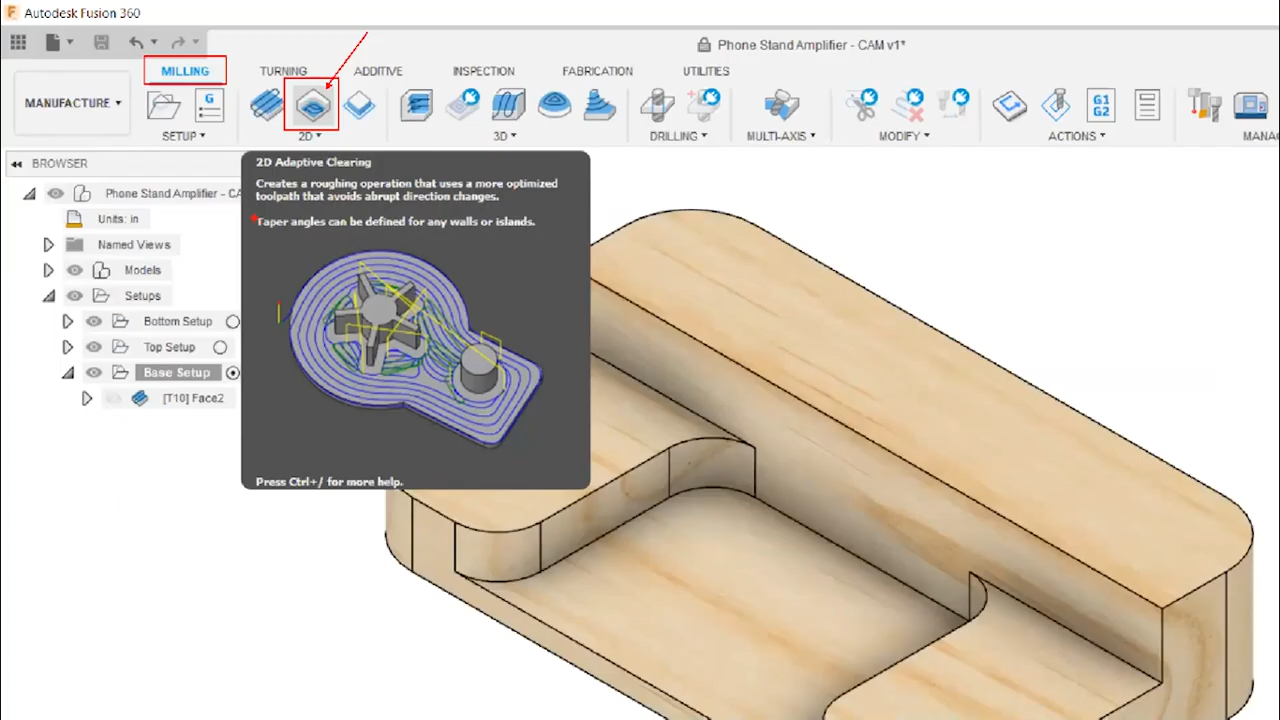 Autodesk Fusion 360
Phone Stand Amplifier - CAM v1*
MILLING TURNING ADDITIVE INSPECTION FABRICATION UTILITIES
MANUFACTURE
G
G1
G2
SETUP 2D 3D DRILLING MULTI-AXIS MODIFY ACTIONS MANA
BROWSER
Phone Stand Amplifier - CA
Units: in
Named Views
Models
Setups
Bottom Setup
Top Setup
Base Setup
[T10] Face2
2D Adaptive Clearing
Creates a roughing operation that uses a more optimized
toolpath that avoids abrupt direction changes.
Taper angles can be defined for any walls or islands.
Press Ctrl+/ for more help.